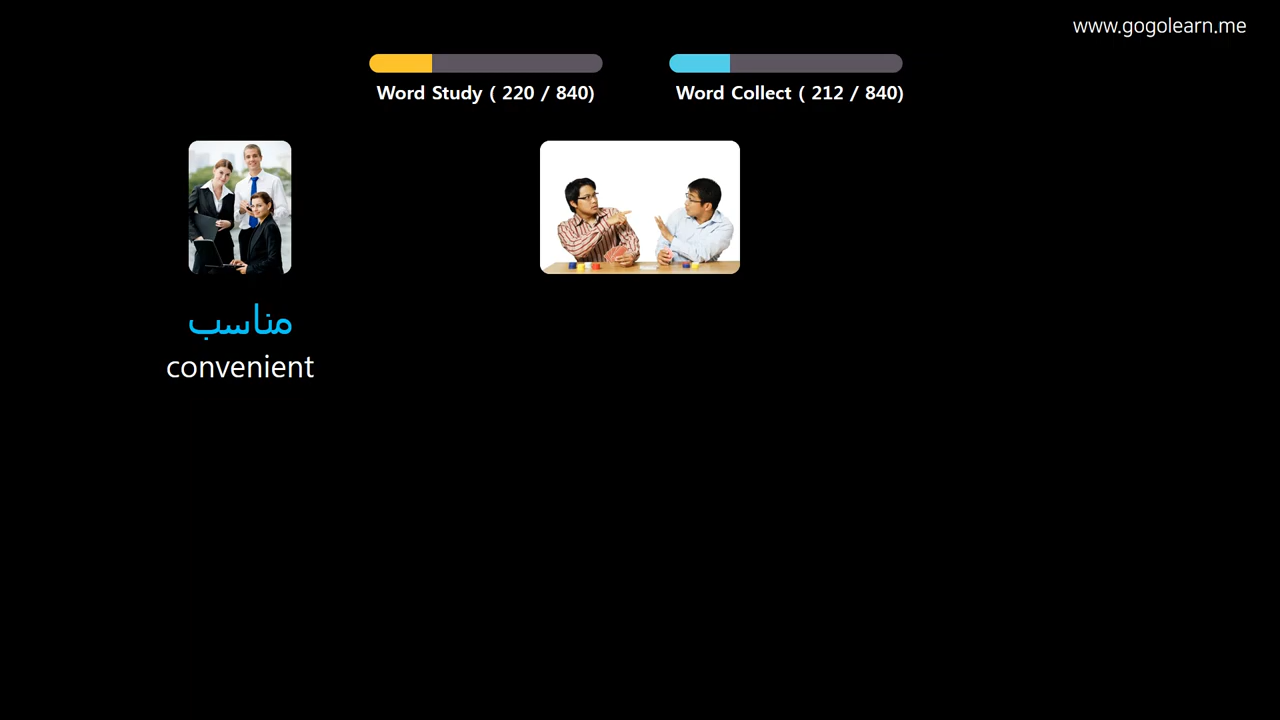 www.gogolearn.me
Word Study ( 220 / 840)
Word Collect ( 212 / 840)
مناسب
convenient